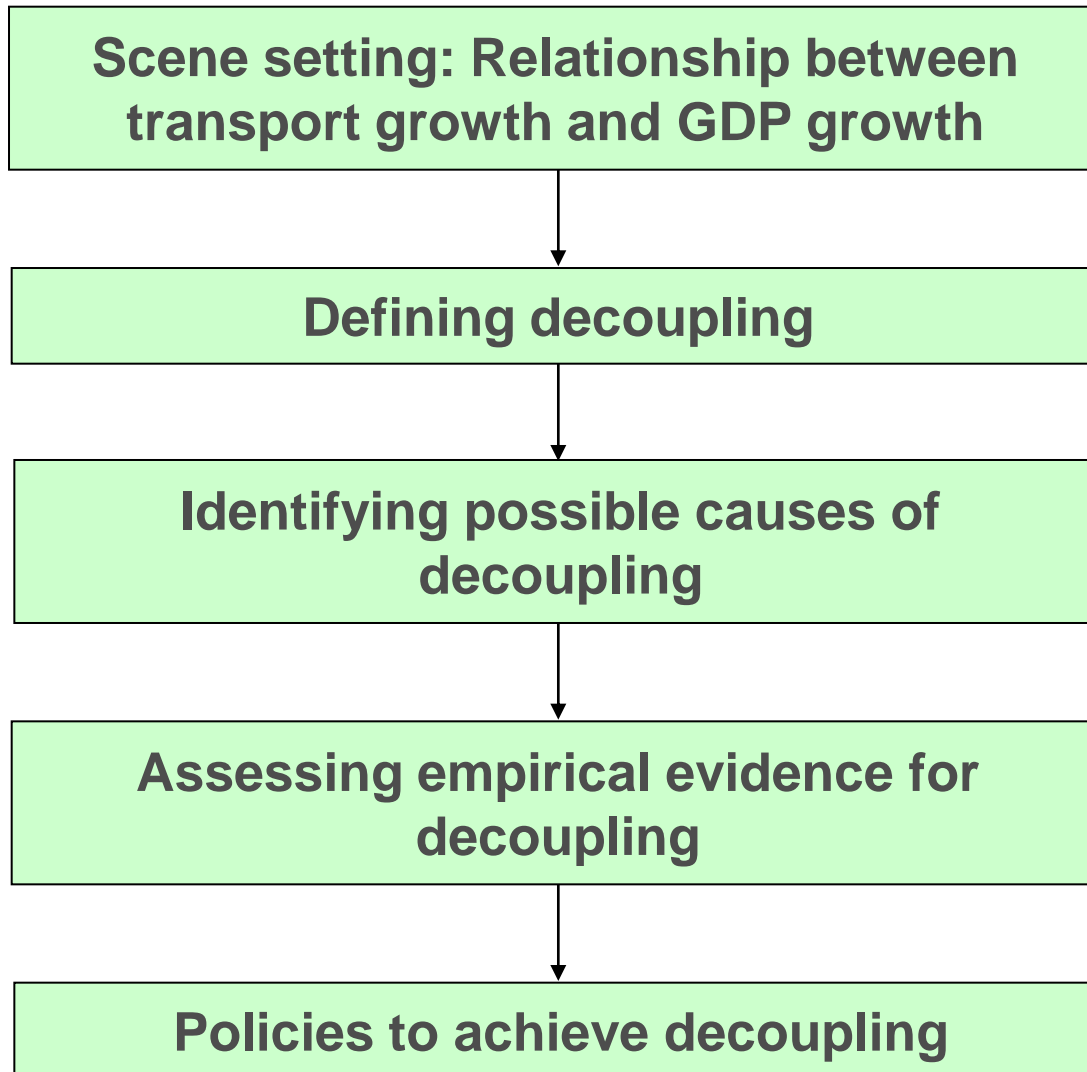 Scene setting: Relationship between
transport growth and GDP growth
Defining decoupling
Identifying possible causes of
decoupling
Assessing empirical evidence for
decoupling
Policies to achieve decoupling